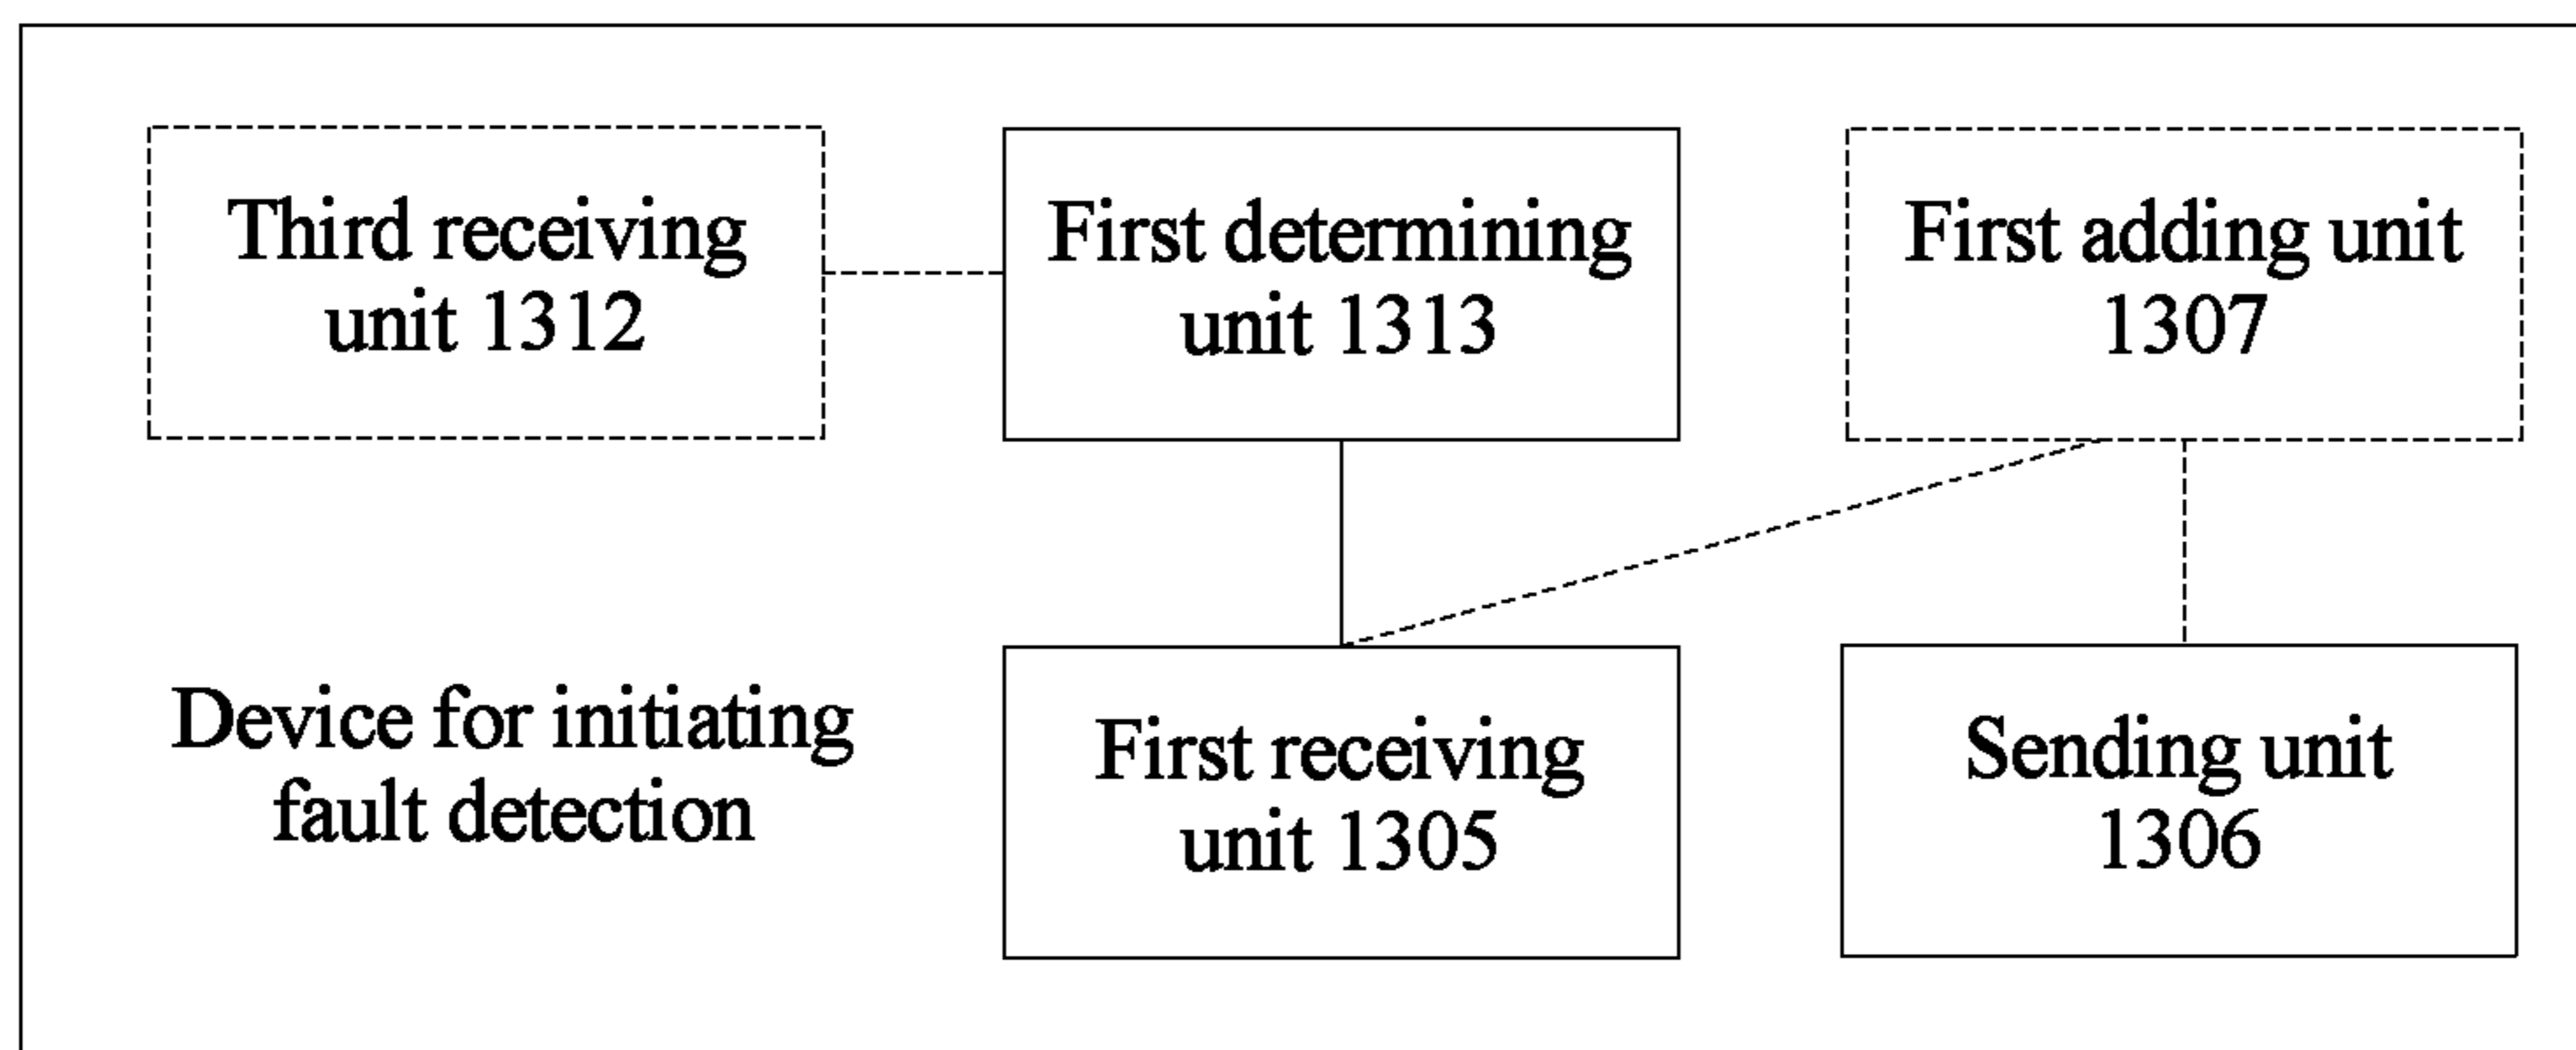 Third receiving
unit 1312
First determining
unit 1313
First adding unit
1307
Device for initiating
fault detection
First receiving
unit 1305
Sending unit
1306